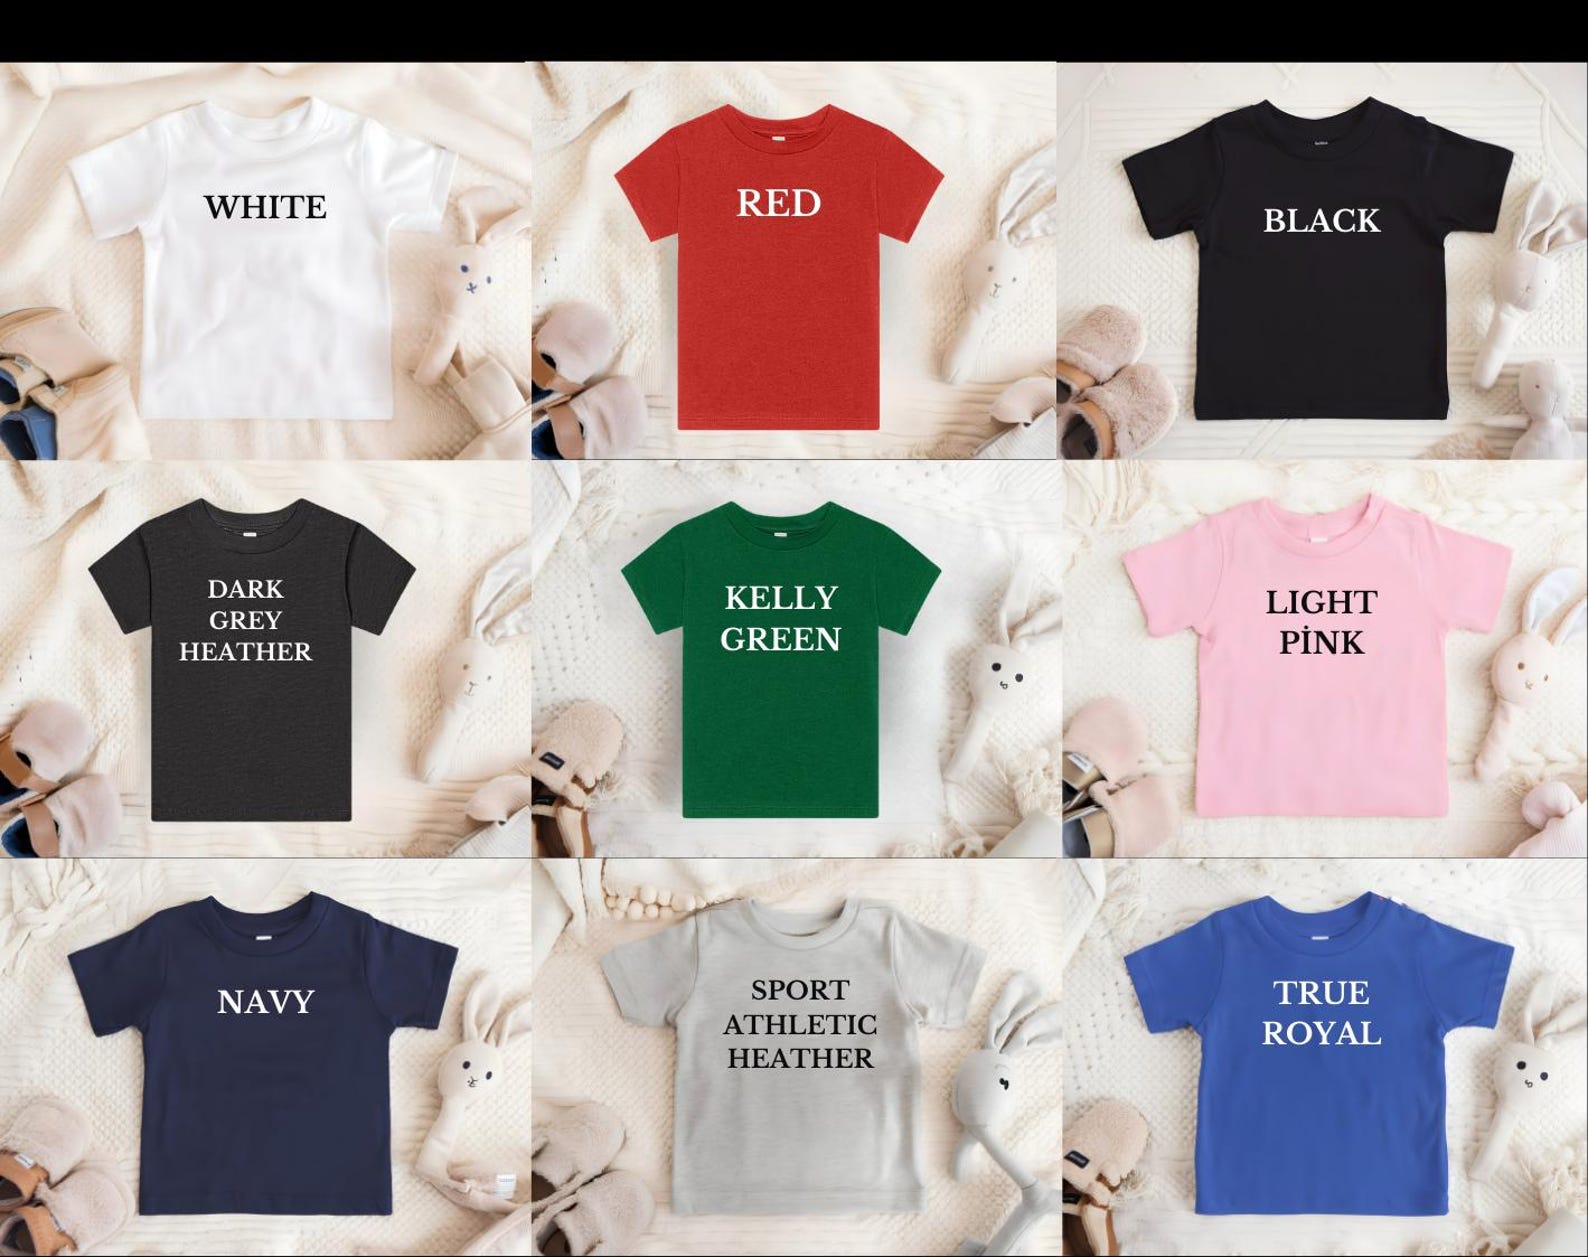 WHITE
RED
BLACK
DARK
GREY
HEATHER
KELLY
GREEN
LIGHT
PİNK
NAVY
SPORT
ATHLETIC
HEATHER
TRUE
ROYAL